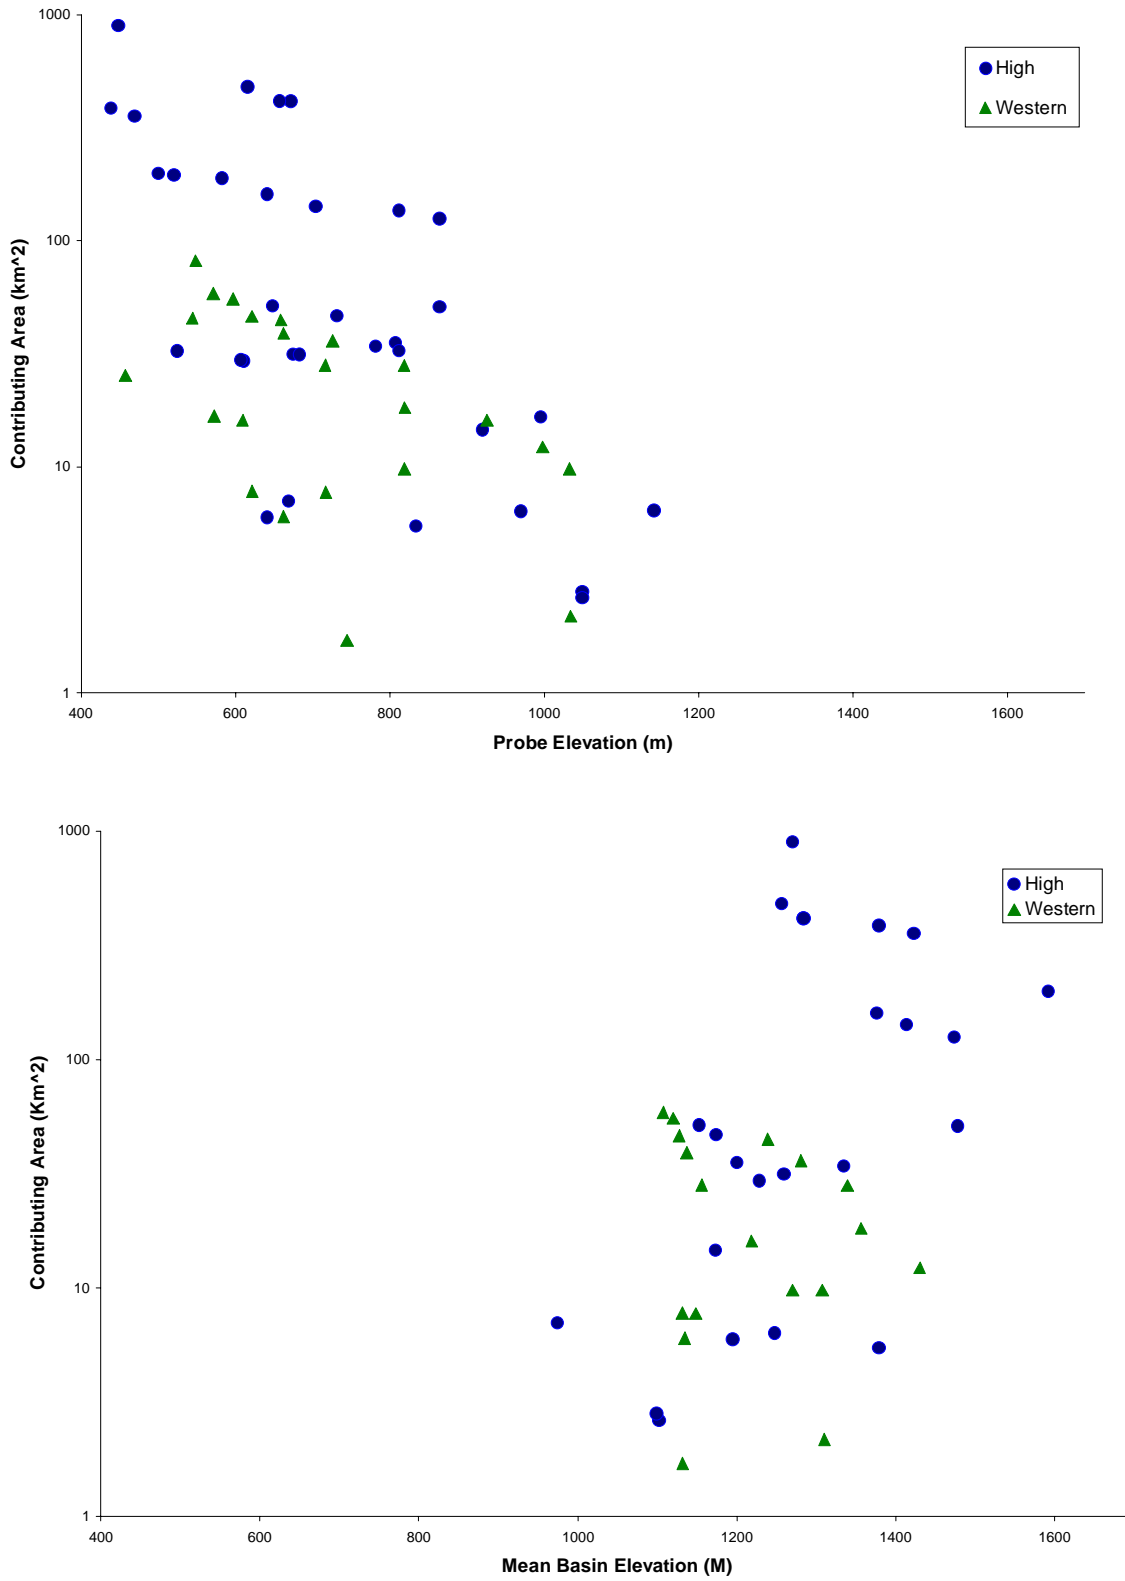 1000
100
10
1
Contributing Area (km^2)
High
Western
400 600 800 1000 1200 1400 1600
Probe Elevation (m)
1000
100
10
1
Contributing Area (Km^2)
High
Western
400 600 800 1000 1200 1400 1600
Mean Basin Elevation (M)